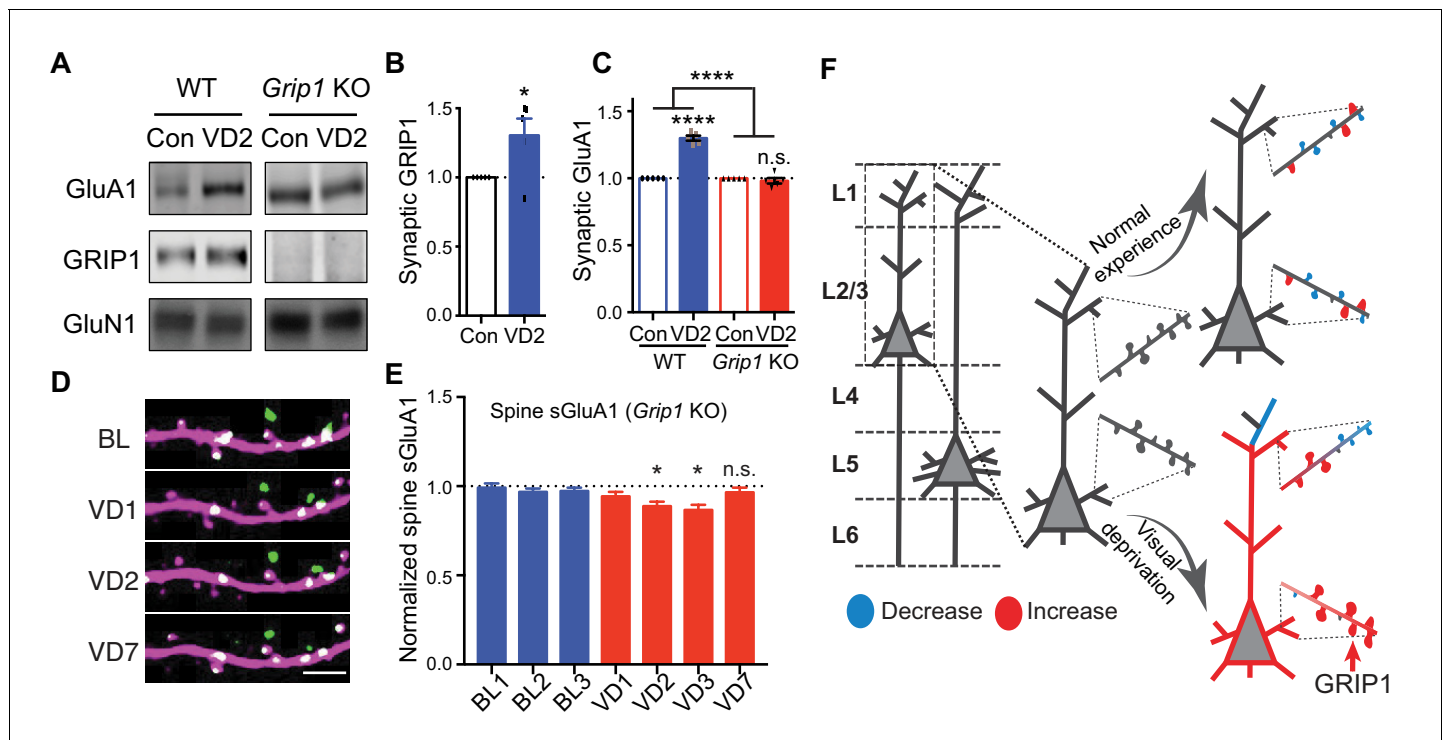 A
WT Grip1 KO
Con VD2 Con VD2
GluA1
GRIP1
GluN1
B
*
Synaptic GRIP1
1.5
1.0
0.5
0.0
Con VD2
C
****
****
n.s.
Synaptic GluA1
1.5
1.0
0.5
0.0
Con VD2 Con VD2
WT Grip1 KO
D
BL
VD1
VD2
VD7
E
Spine sGluA1 (Grip1 KO)
* * n.s.
Normalized spine sGluA1
1.5
1.0
0.5
0.0
BL1 BL2 BL3 VD1 VD2 VD3 VD7
F
L1
L2/3
L4
L5
L6
Normal
experience
Visual
deprivation
Decrease Increase
GRIP1